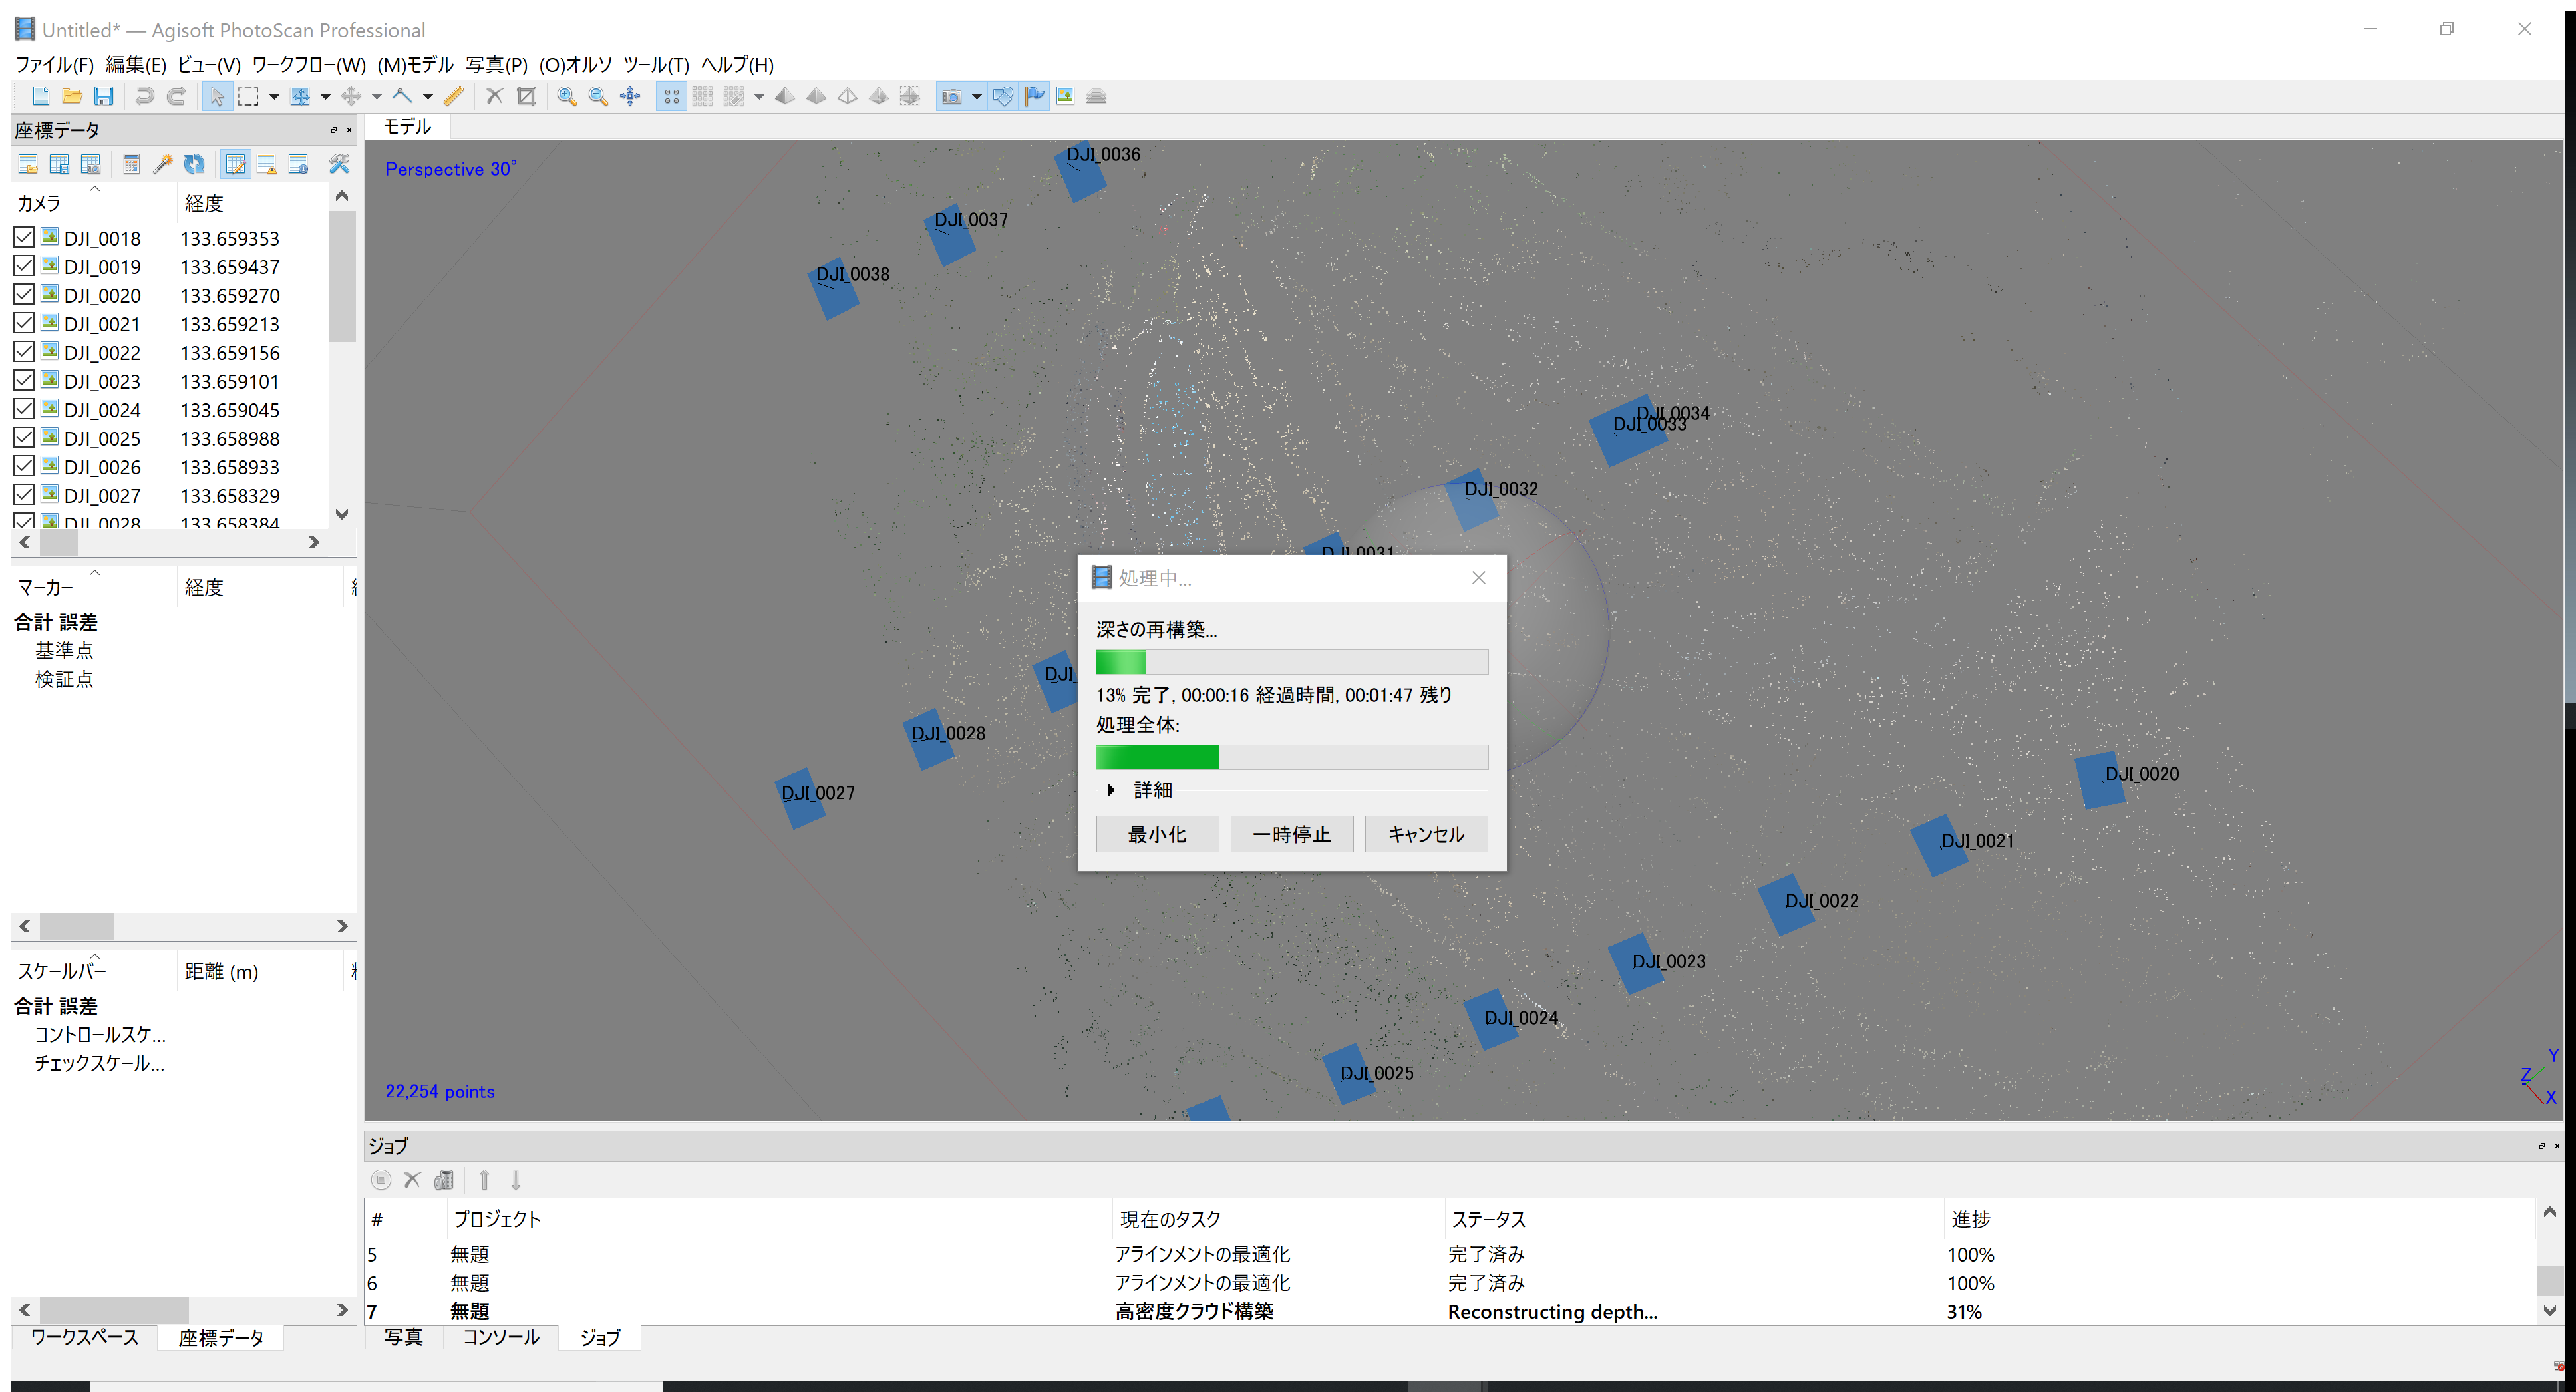 Untitled* — Agisoft PhotoScan Professional
ファイル(F) 編集(E) ビュー(V) ワークフロー(W) (M)モデル 写真(P) (O)オルソ ツール(T) ヘルプ(H)
座標データ
カメラ 経度
DJI_0018 133.659353
DJI_0019 133.659437
DJI_0020 133.659270
DJI_0021 133.659213
DJI_0022 133.659156
DJI_0023 133.659101
DJI_0024 133.659045
DJI_0025 133.658988
DJI_0026 133.658933
DJI_0027 133.658329
DJI_0028 133.658384
マーカー 経度
合計 誤差
基準点
検証点
スケールバー 距離 (m)
合計 誤差
コントロールスケ...
チェックスケール...
ワークスペース 座標データ
モデル
Perspective 30°
DJI_0036
DJI_0037
DJI_0038
DJI_0034
DJI_0033
DJI_0032
DJI_0031
DJI_
DJI_0028
DJI_0027
DJI_0020
DJI_0021
DJI_0022
DJI_0023
DJI_0024
DJI_0025
22,254 points
Y
Z
X
処理中...
深さの再構築...
13% 完了, 00:00:16 経過時間, 00:01:47 残り
処理全体:
詳細
最小化 一時停止 キャンセル
ジョブ
# プロジェクト 現在のタスク ステータス 進捗
5 無題 アラインメントの最適化 完了済み 100%
6 無題 アラインメントの最適化 完了済み 100%
7 無題 高密度クラウド構築 Reconstructing depth... 31%
写真 コンソール ジョブ